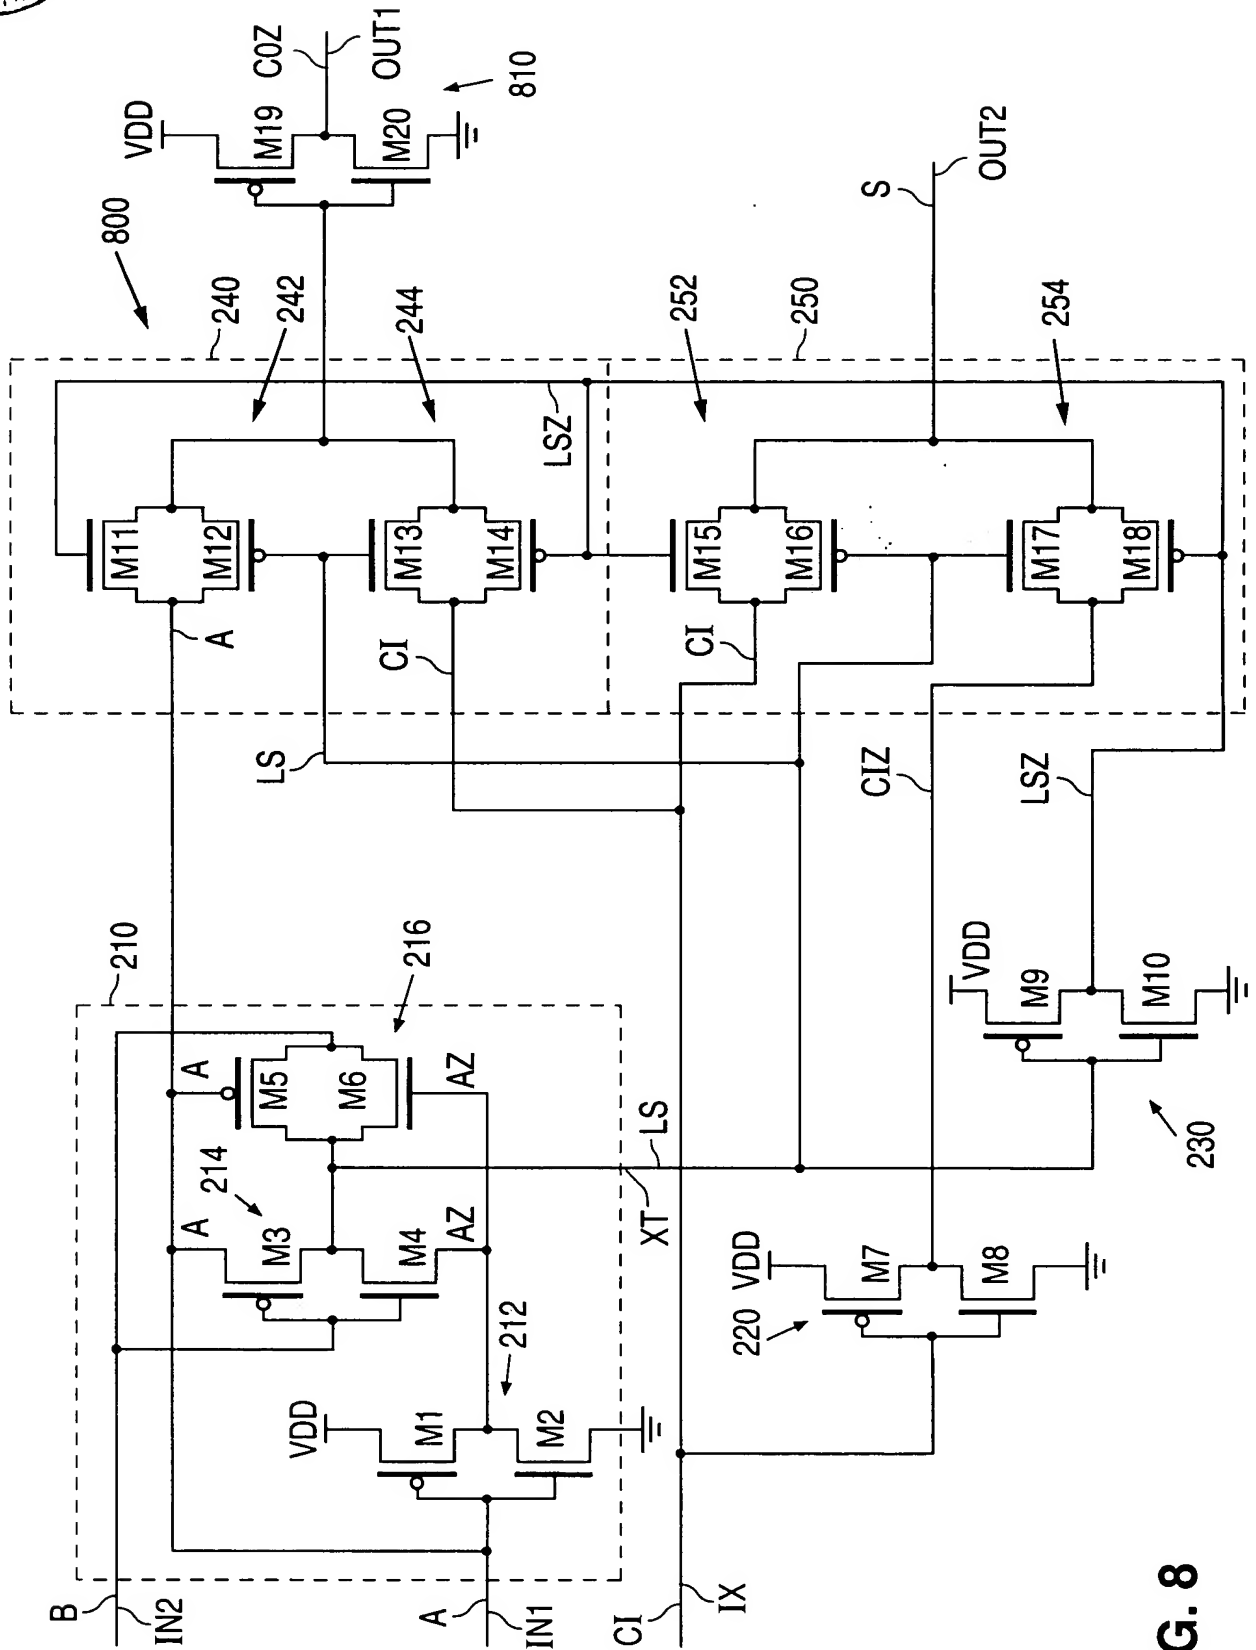 800
VDD
M19
C0Z
OUT1
M20
810
240
242
244
LSZ
252
250
254
S
OUT2
M11
M12
M13
M14
M15
M16
M17
M18
A
CI
CI
LS
CIZ
LSZ
210
216
A
M5
M6
AZ
214
A
M3
M4
AZ
XT
LS
VDD
M9
M10
230
212
VDD
M1
M2
220
VDD
M7
M8
B
IN2
A
IN1
CI
IX
G. 8